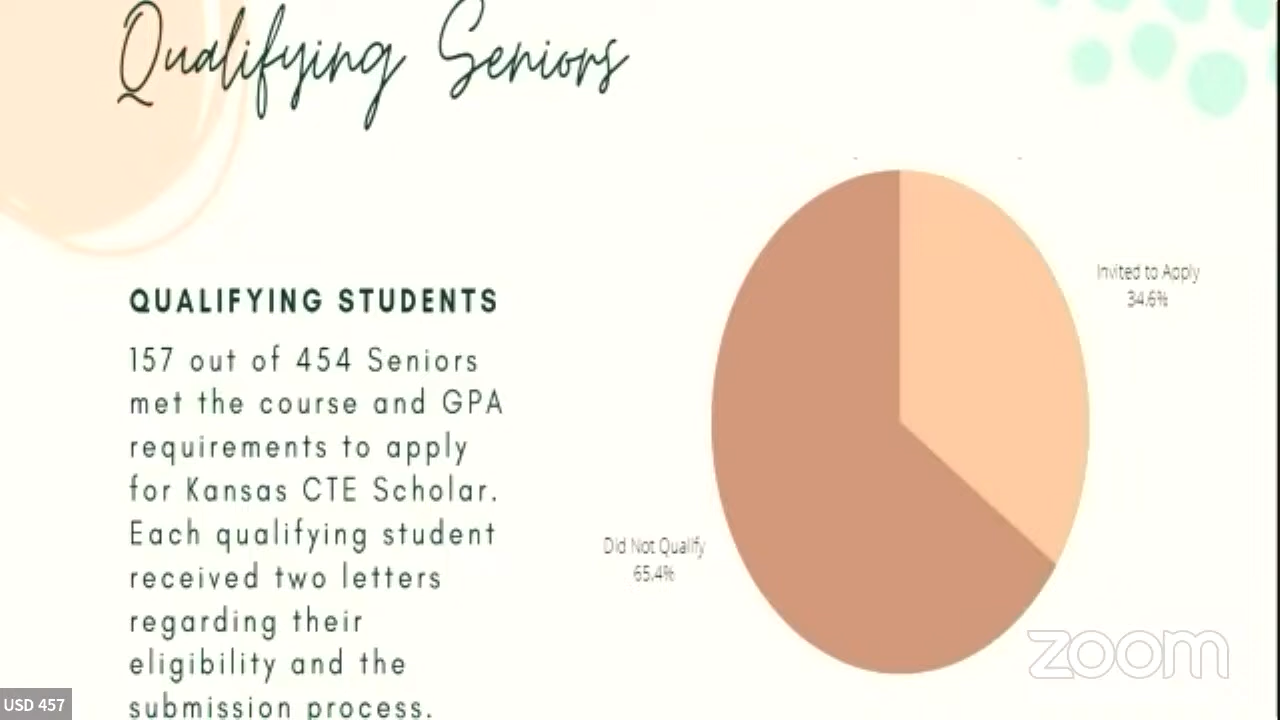 Qualifying Seniors
QUALIFYING STUDENTS
157 out of 454 Seniors
met the course and GPA
requirements to apply
for Kansas CTE Scholar.
Each qualifying student
received two letters
regarding their
eligibility and the
submission process.
Invited to Apply
34.6%
Did Not Qualify
65.4%
zoom
USD 457